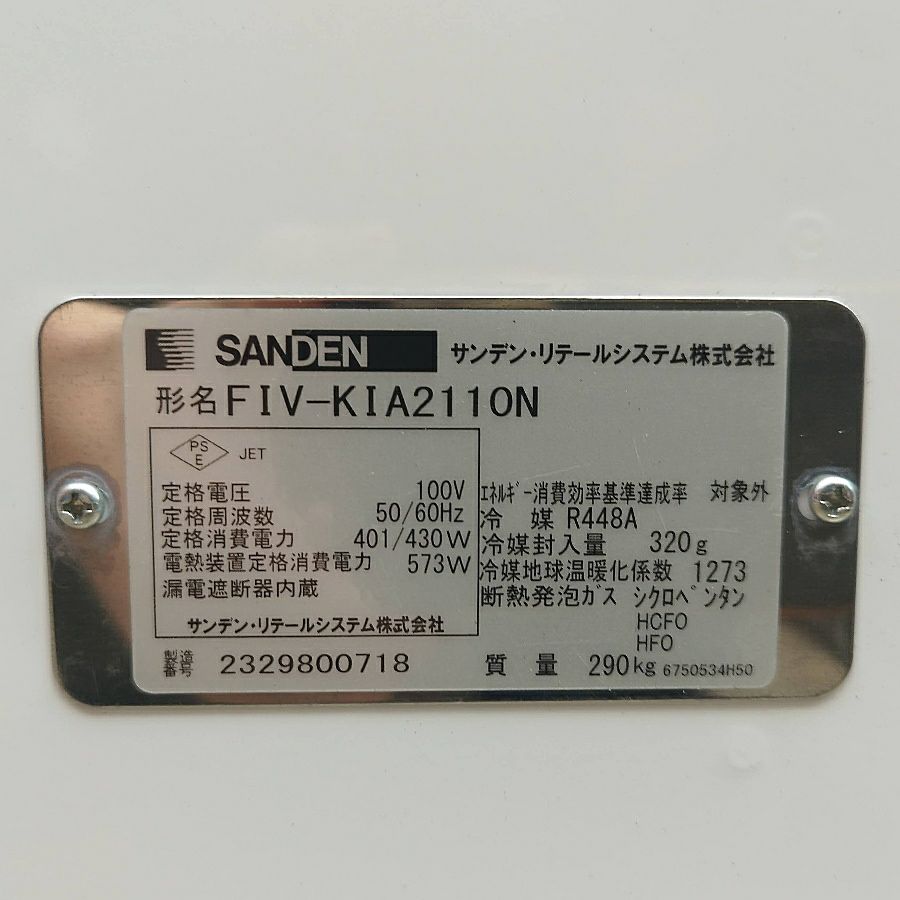 SANDEN サンデン・リテールシステム株式会社
形名 FIV-KIA2110N
PS
E
JET
定格電圧 100V
定格周波数 50/60Hz
定格消費電力 401/430W
電熱装置定格消費電力 573W
漏電遮断器内蔵
サンデン・リテールシステム株式会社
エネルギー消費効率基準達成率 対象外
冷 媒 R448A
冷媒封入量 320g
冷媒地球温暖化係数 1273
断熱発泡ガス シクロペンタン
HCFO
HFO
製造番号 2329800718
質 量 290kg 6750534H50